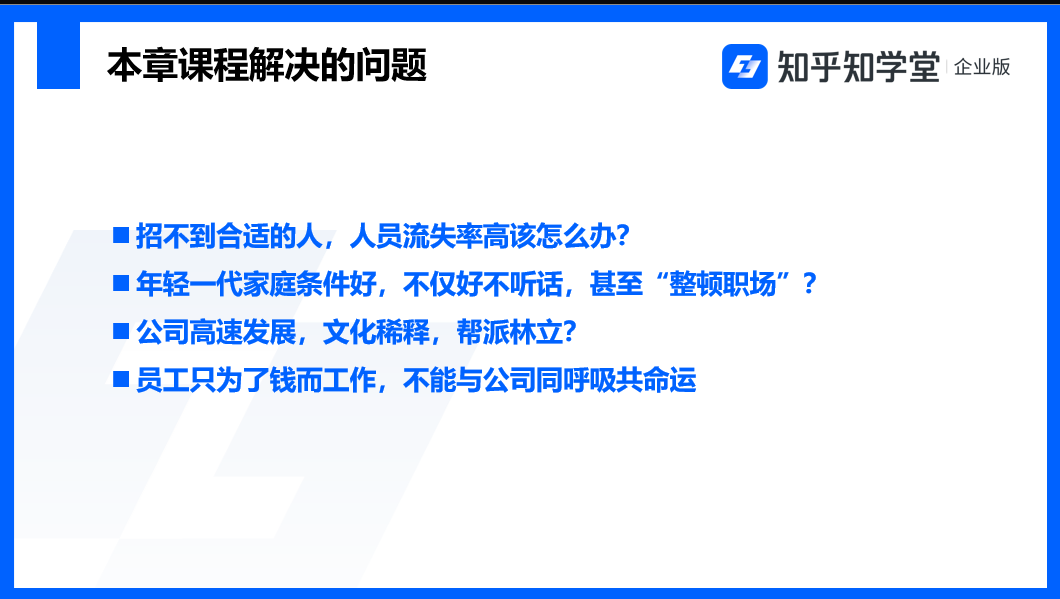 本章课程解决的问题
知乎知学堂 企业版
招不到合适的人，人员流失率高该怎么办?
年轻一代家庭条件好，不仅好不听话，甚至“整顿职场”？
公司高速发展，文化稀释，帮派林立?
员工只为了钱而工作，不能与公司同呼吸共命运